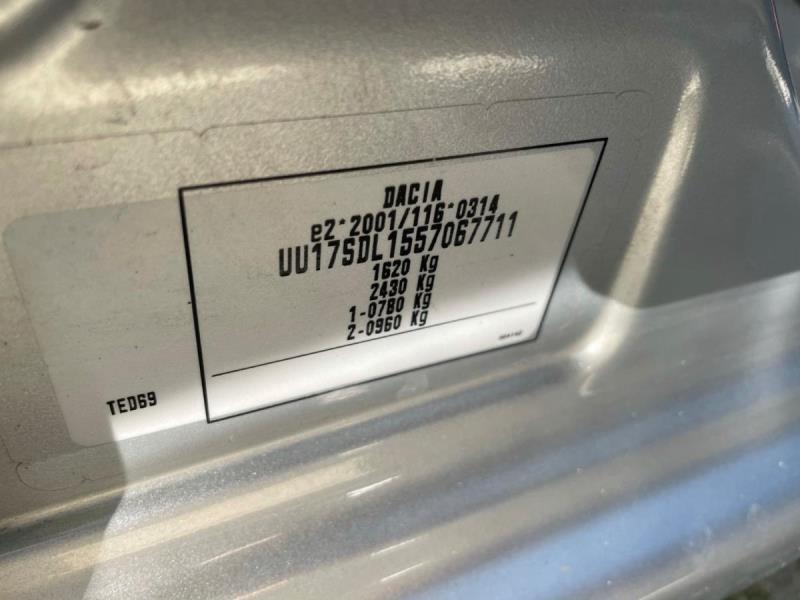 DACIA
e2*2001/116*0314
UU17SDL1557067711
1620 Kg
2430 Kg
1-0780 Kg
2-0960 Kg
TED69